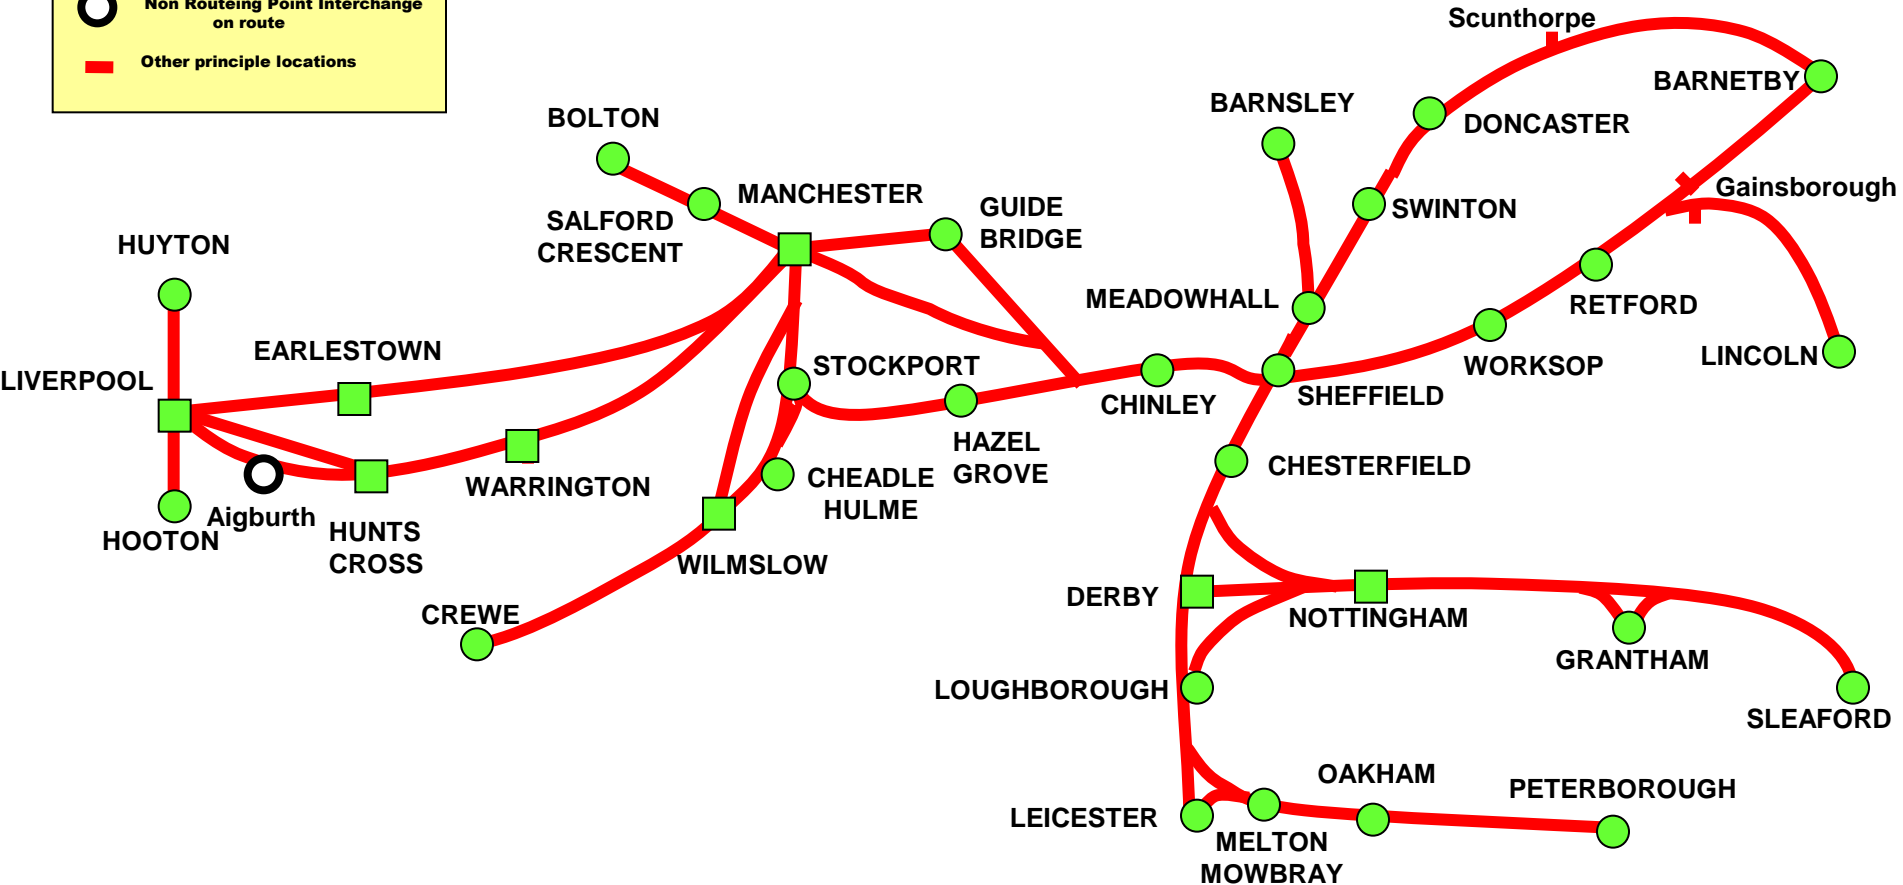 Non Routeing Point Interchange
on route
Other principle locations
Scunthorpe
BARNETBY
BARNSLEY
DONCASTER
BOLTON
MANCHESTER
GUIDE
BRIDGE
Gainsborough
SALFORD
CRESCENT
SWINTON
HUYTON
MEADOWHALL
RETFORD
EARLESTOWN
LIVERPOOL
STOCKPORT
WORKSOP
LINCOLN
CHINLEY
SHEFFIELD
HAZEL
GROVE
CHESTERFIELD
CHEADLE
HULME
WARRINGTON
Aigburth
HOOTON
HUNTS
CROSS
WILMSLOW
CREWE
DERBY
NOTTINGHAM
GRANTHAM
LOUGHBOROUGH
SLEAFORD
OAKHAM
PETERBOROUGH
LEICESTER
MELTON
MOWBRAY